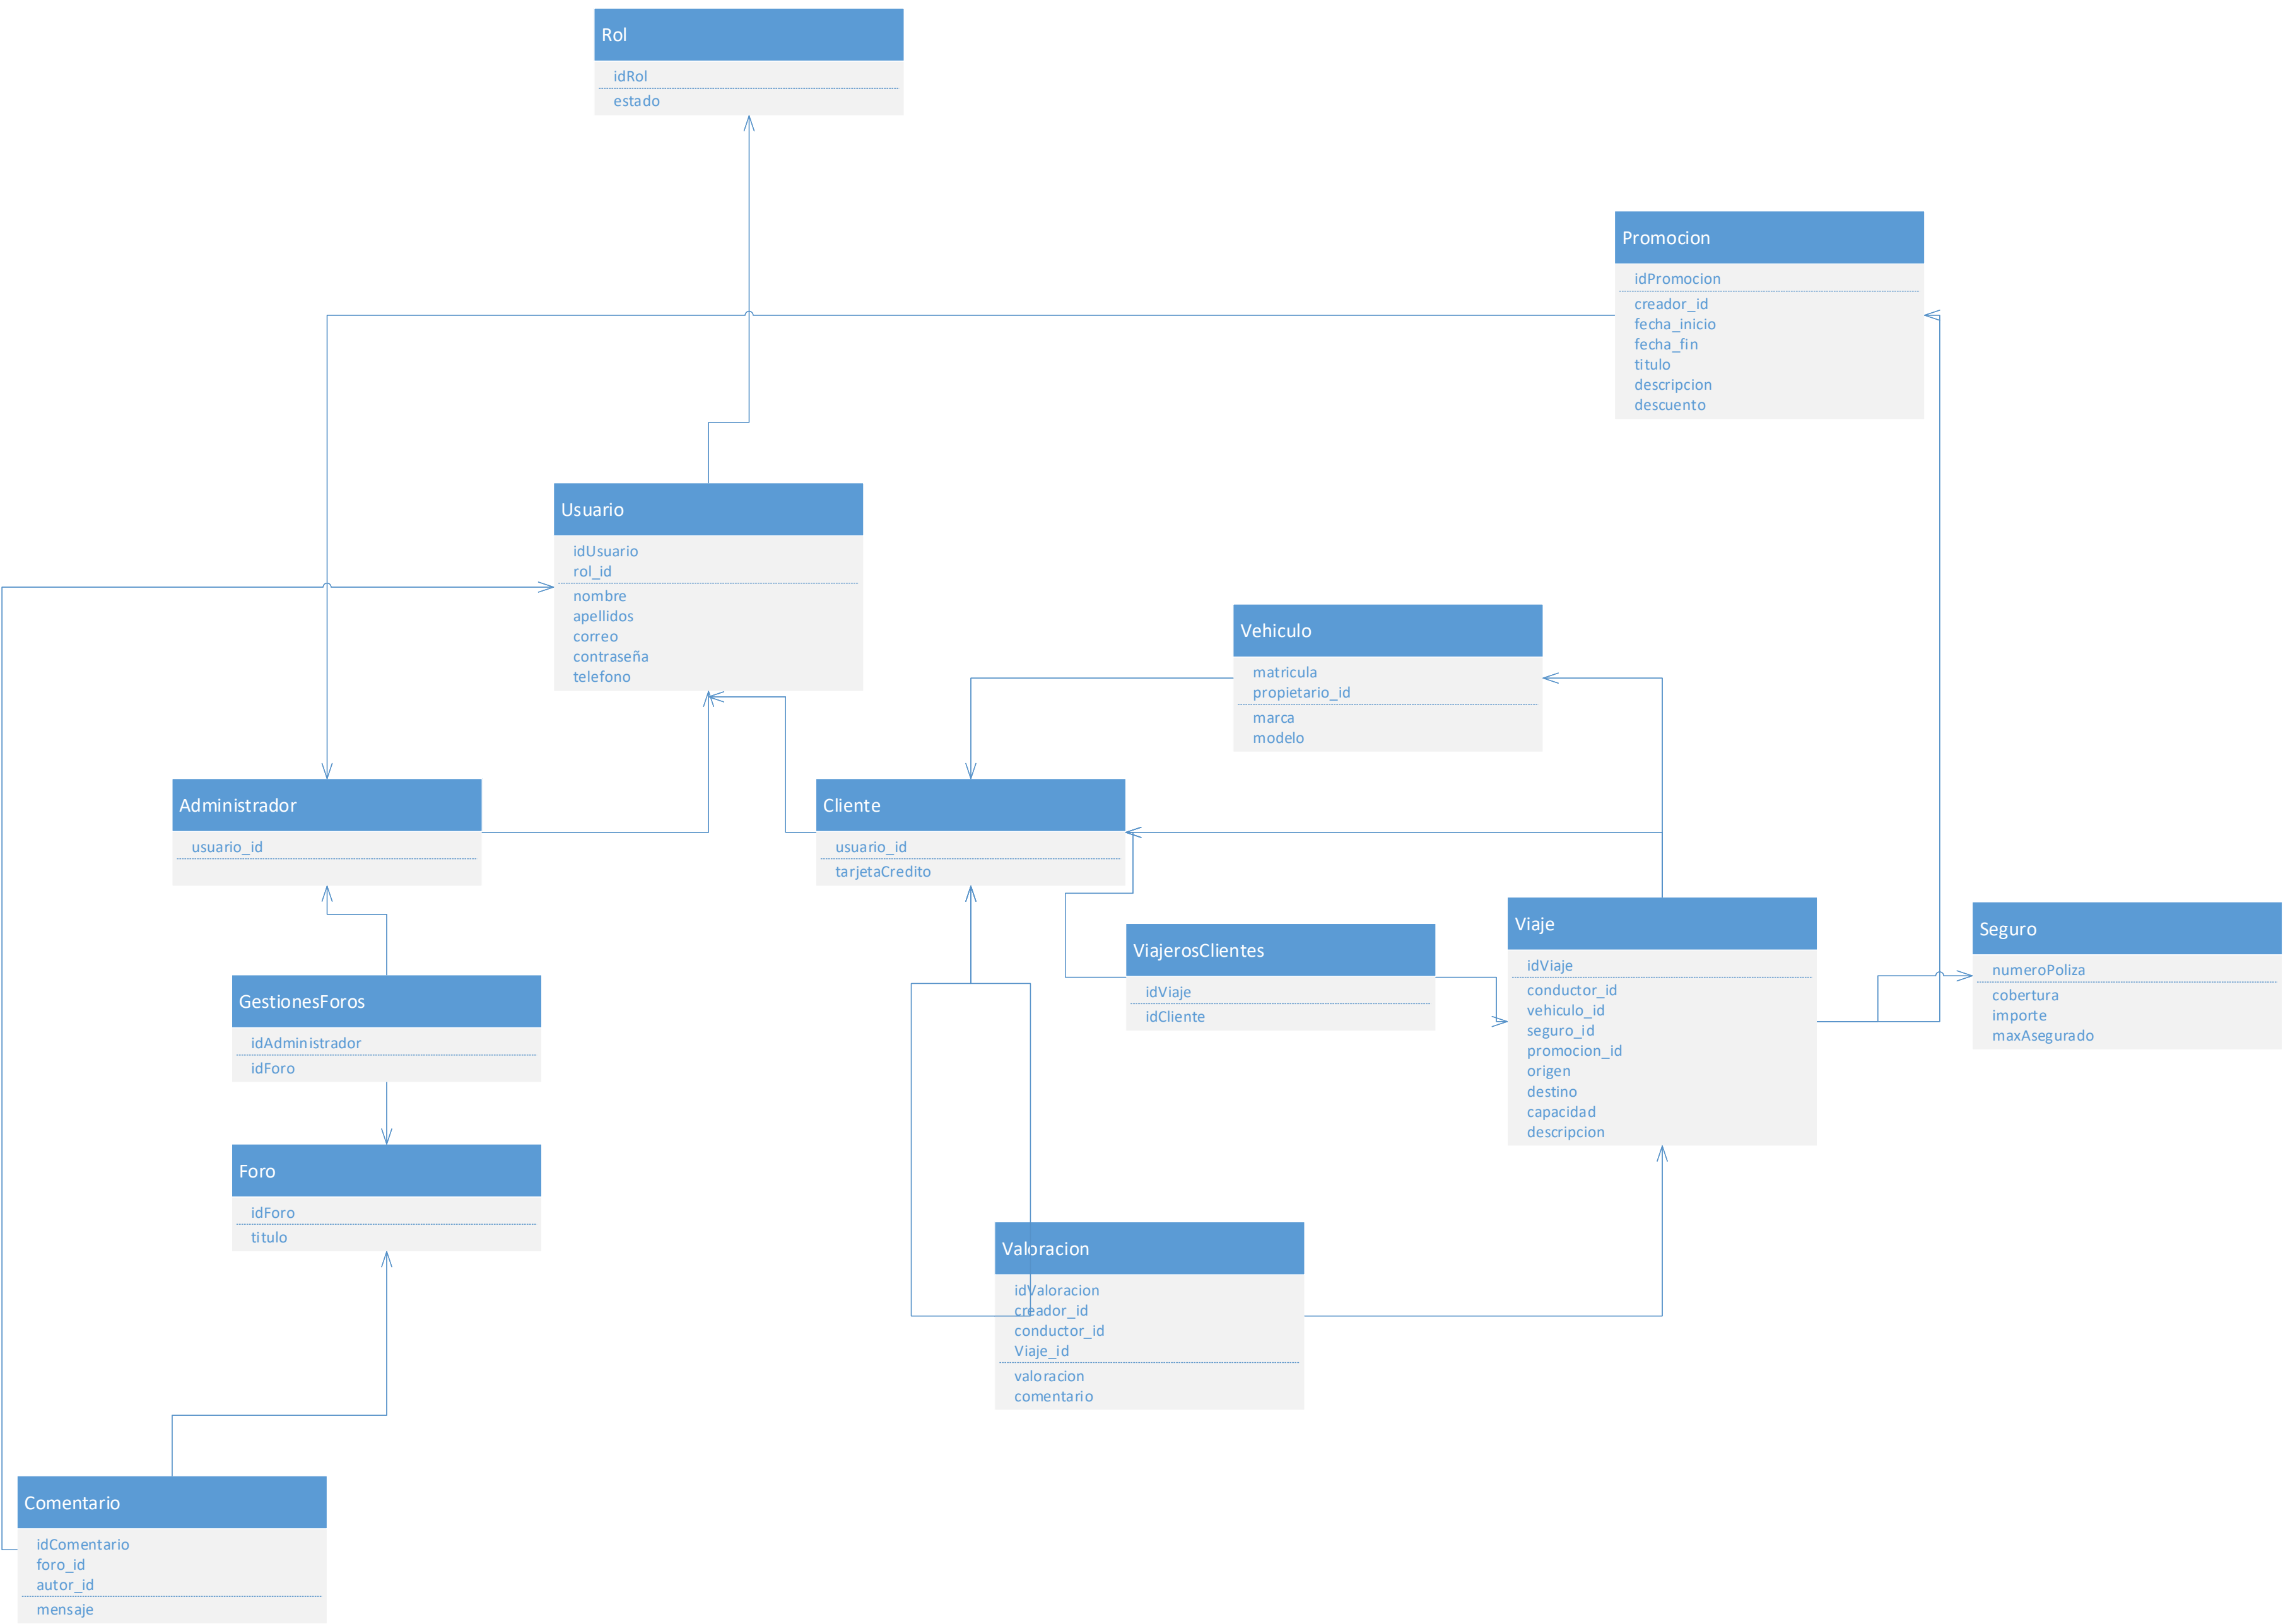 Rol
idRol
estado
Promocion
idPromocion
creador_id
fecha_inicio
fecha_fin
titulo
descripcion
descuento
Usuario
idUsuario
rol_id
nombre
apellidos
correo
contraseña
telefono
Vehiculo
matricula
propietario_id
marca
modelo
Administrador
usuario_id
Cliente
usuario_id
tarjetaCredito
Viaje
idViaje
conductor_id
vehiculo_id
seguro_id
promocion_id
origen
destino
capacidad
descripcion
Seguro
numeroPoliza
cobertura
importe
maxAsegurado
ViajerosClientes
idViaje
idCliente
GestionesForos
idAdministrador
idForo
Foro
idForo
titulo
Valoracion
idValoracion
creador_id
conductor_id
Viaje_id
valoracion
comentario
Comentario
idComentario
foro_id
autor_id
mensaje